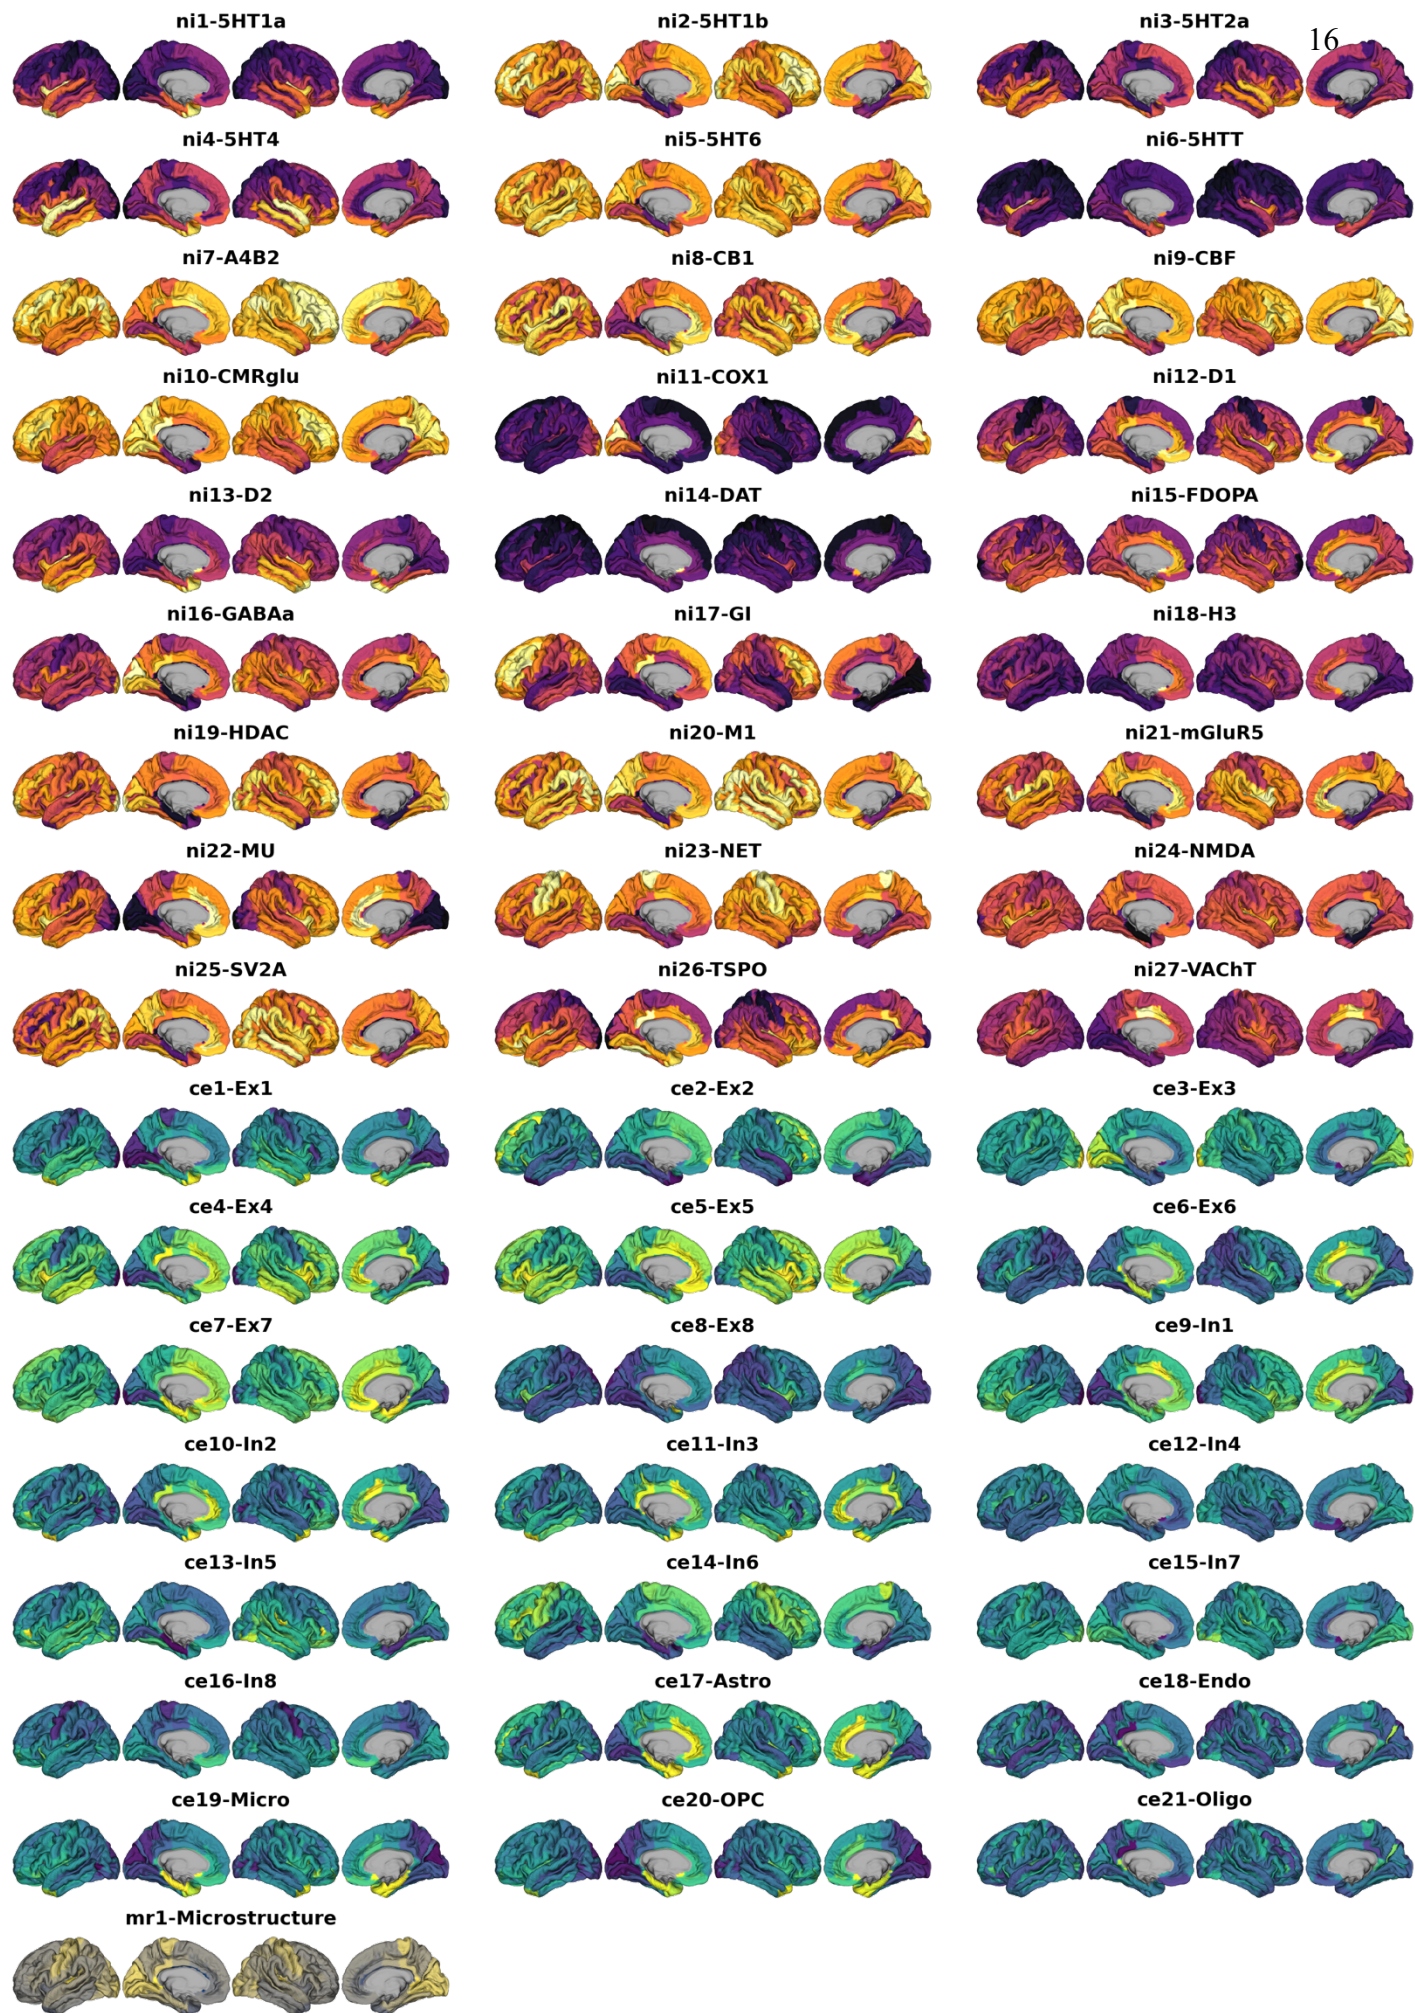 ni1-5HT1a ni2-5HT1b ni3-5HT2a
16
ni4-5HT4 ni5-5HT6 ni6-5HTT
ni7-A4B2 ni8-CB1 ni9-CBF
ni10-CMRglu ni11-COX1 ni12-D1
ni13-D2 ni14-DAT ni15-FDOPA
ni16-GABAa ni17-GI ni18-H3
ni19-HDAC ni20-M1 ni21-mGluR5
ni22-MU ni23-NET ni24-NMDA
ni25-SV2A ni26-TSPO ni27-VAChT
ce1-Ex1 ce2-Ex2 ce3-Ex3
ce4-Ex4 ce5-Ex5 ce6-Ex6
ce7-Ex7 ce8-Ex8 ce9-In1
ce10-In2 ce11-In3 ce12-In4
ce13-In5 ce14-In6 ce15-In7
ce16-In8 ce17-Astro ce18-Endo
ce19-Micro ce20-OPC ce21-Oligo
mr1-Microstructure